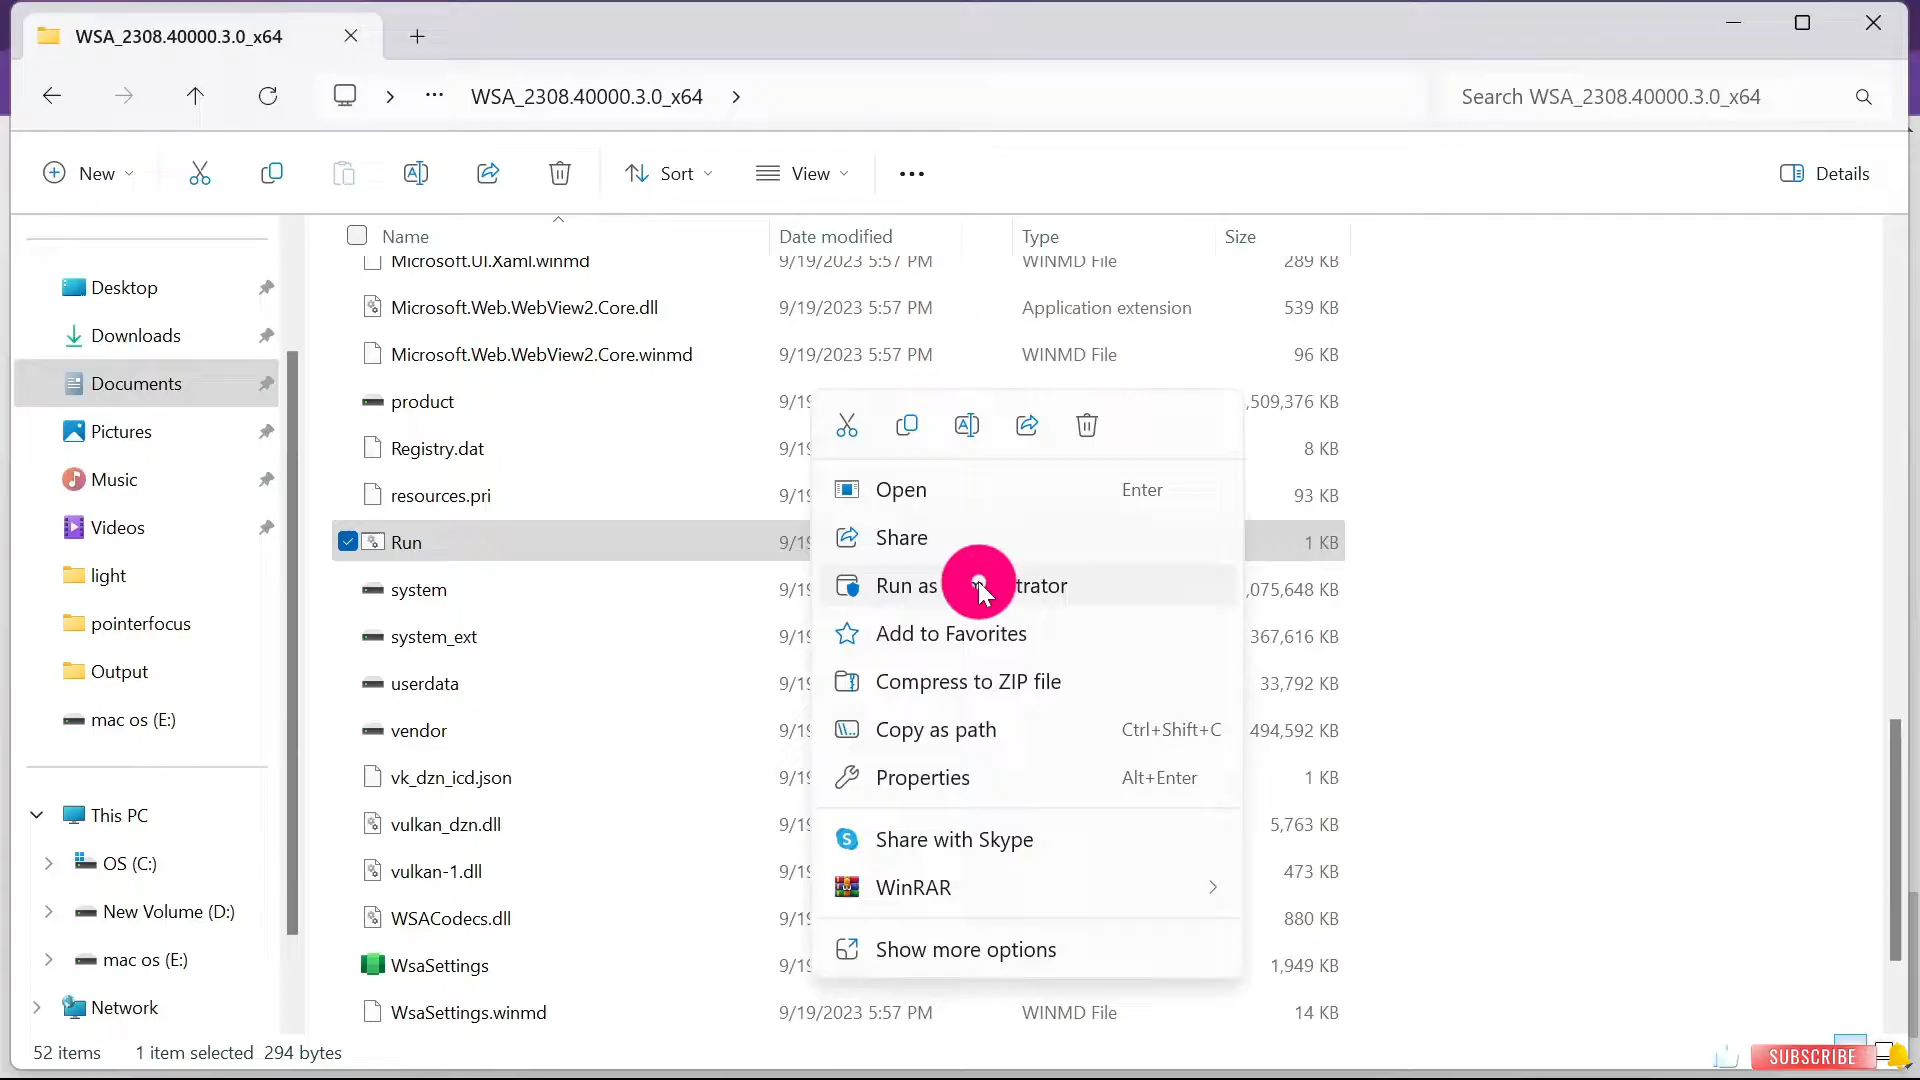 WSA_2308.40000.3.0_x64
WSA_2308.40000.3.0_x64
Search WSA_2308.40000.3.0_x64
New
Sort
View
Details
Name Date modified Type Size
Microsoft.UI.Xaml.winmd 9/19/2023 5:57 PM WINMD File 289 KB
Microsoft.Web.WebView2.Core.dll 9/19/2023 5:57 PM Application extension 539 KB
Microsoft.Web.WebView2.Core.winmd 9/19/2023 5:57 PM WINMD File 96 KB
product ,509,376 KB
Registry.dat 8 KB
resources.pri 93 KB
Run 1 KB
system ,075,648 KB
system_ext 367,616 KB
userdata 33,792 KB
vendor 494,592 KB
vk_dzn_icd.json 1 KB
vulkan_dzn.dll 5,763 KB
vulkan-1.dll 473 KB
WSACodecs.dll 880 KB
WsaSettings 1,949 KB
WsaSettings.winmd 9/19/2023 5:57 PM WINMD File 14 KB
Desktop
Downloads
Documents
Pictures
Music
Videos
light
pointerfocus
Output
mac os (E:)
This PC
OS (C:)
New Volume (D:)
mac os (E:)
Network
Open Enter
Share
Run as trator
Add to Favorites
Compress to ZIP file
Copy as path Ctrl+Shift+C
Properties Alt+Enter
Share with Skype
WinRAR
Show more options
52 items 1 item selected 294 bytes
SUBSCRIBE